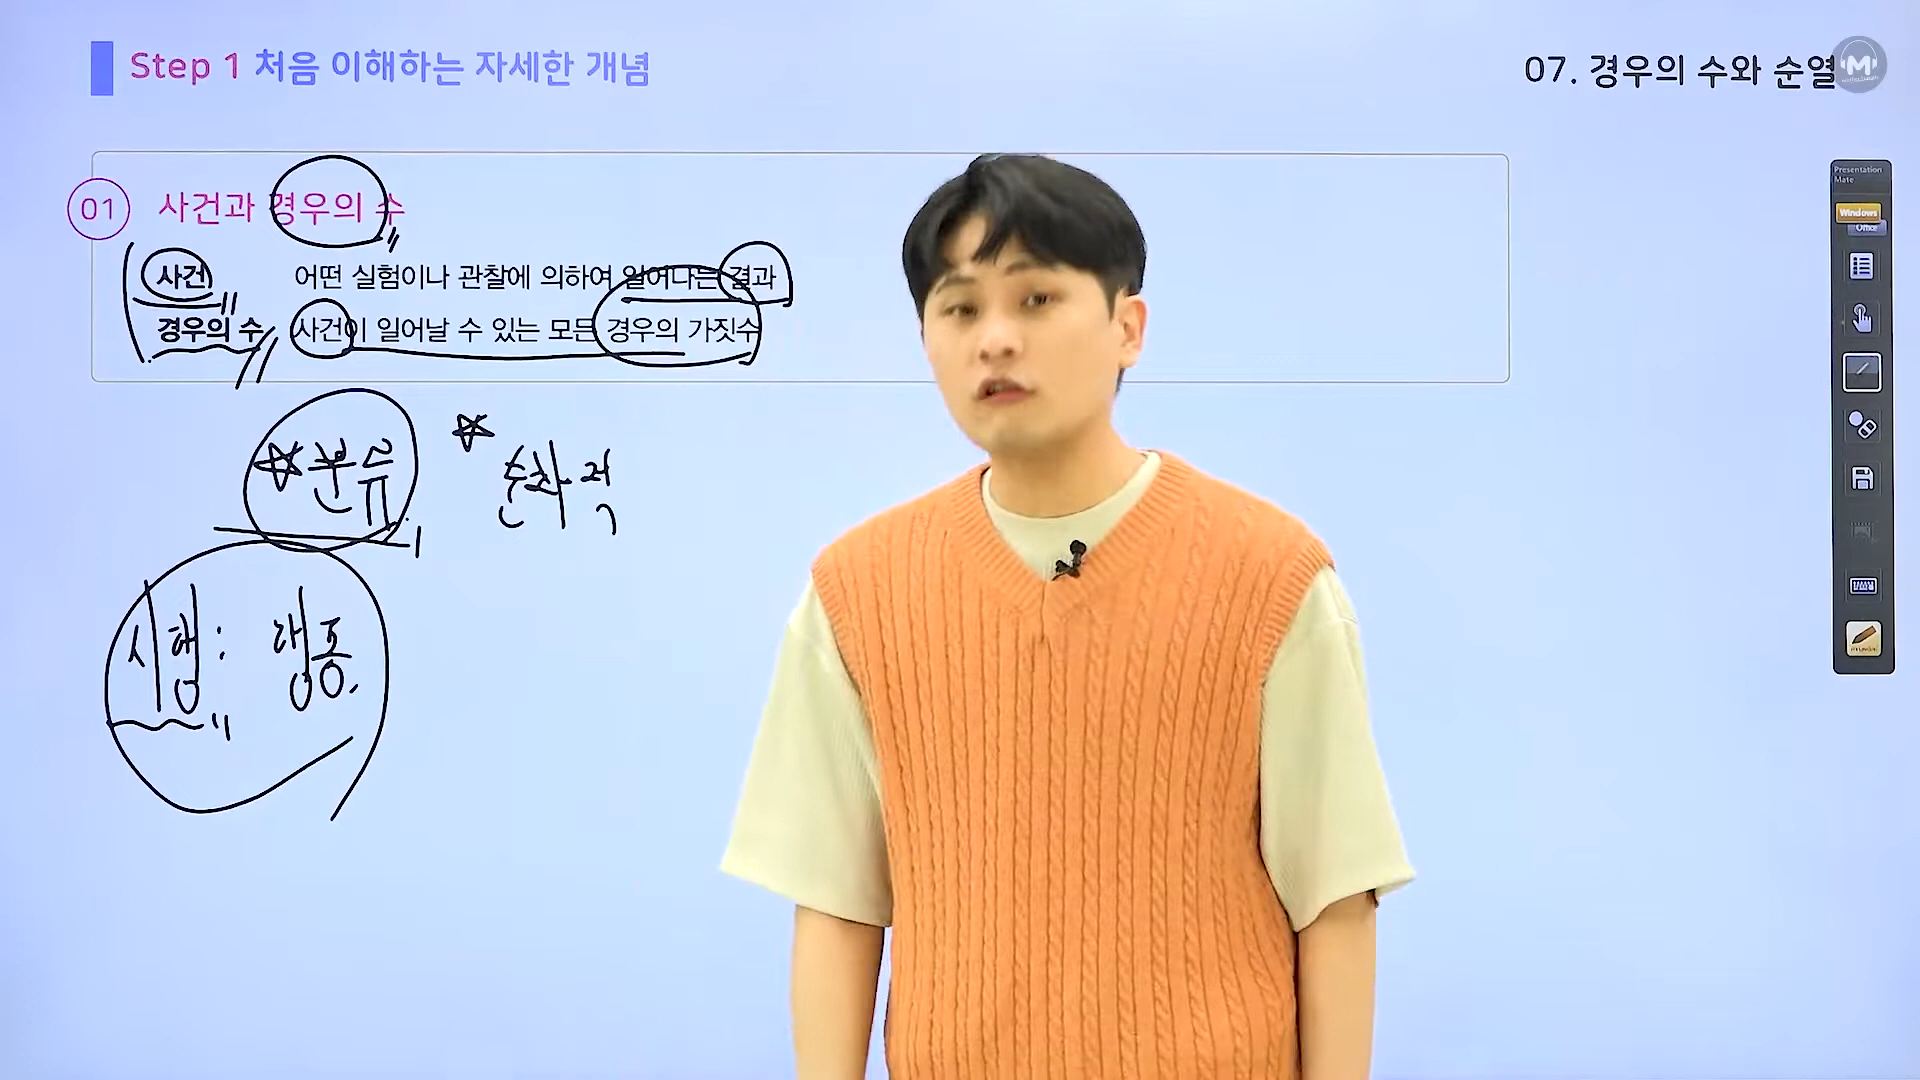 Step 1 처음 이해하는 자세한 개념
07. 경우의 수와 순열
M
01 사건과 경우의 수
사건 어떤 실험이나 관찰에 의하여 일어나는 결과
경우의 수 사건이 일어날 수 있는 모든 경우의 가짓수
분류
순차적
시행: 행동.
Presentation
Mate
Windows
Office